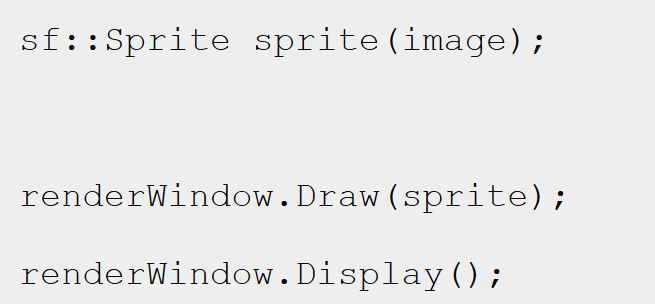 sf::Sprite sprite(image);
renderWindow.Draw(sprite);
renderWindow.Display();